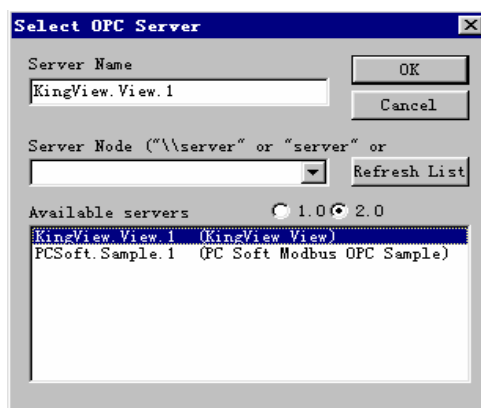 Select OPC Server
Server Name
OK
KingView.View.1
Cancel
Server Node ("\\server" or "server" or
Refresh List
Available servers
1.0
2.0
KingView.View.1 (KingView View)
PCSoft.Sample.1 (PC Soft Modbus OPC Sample)